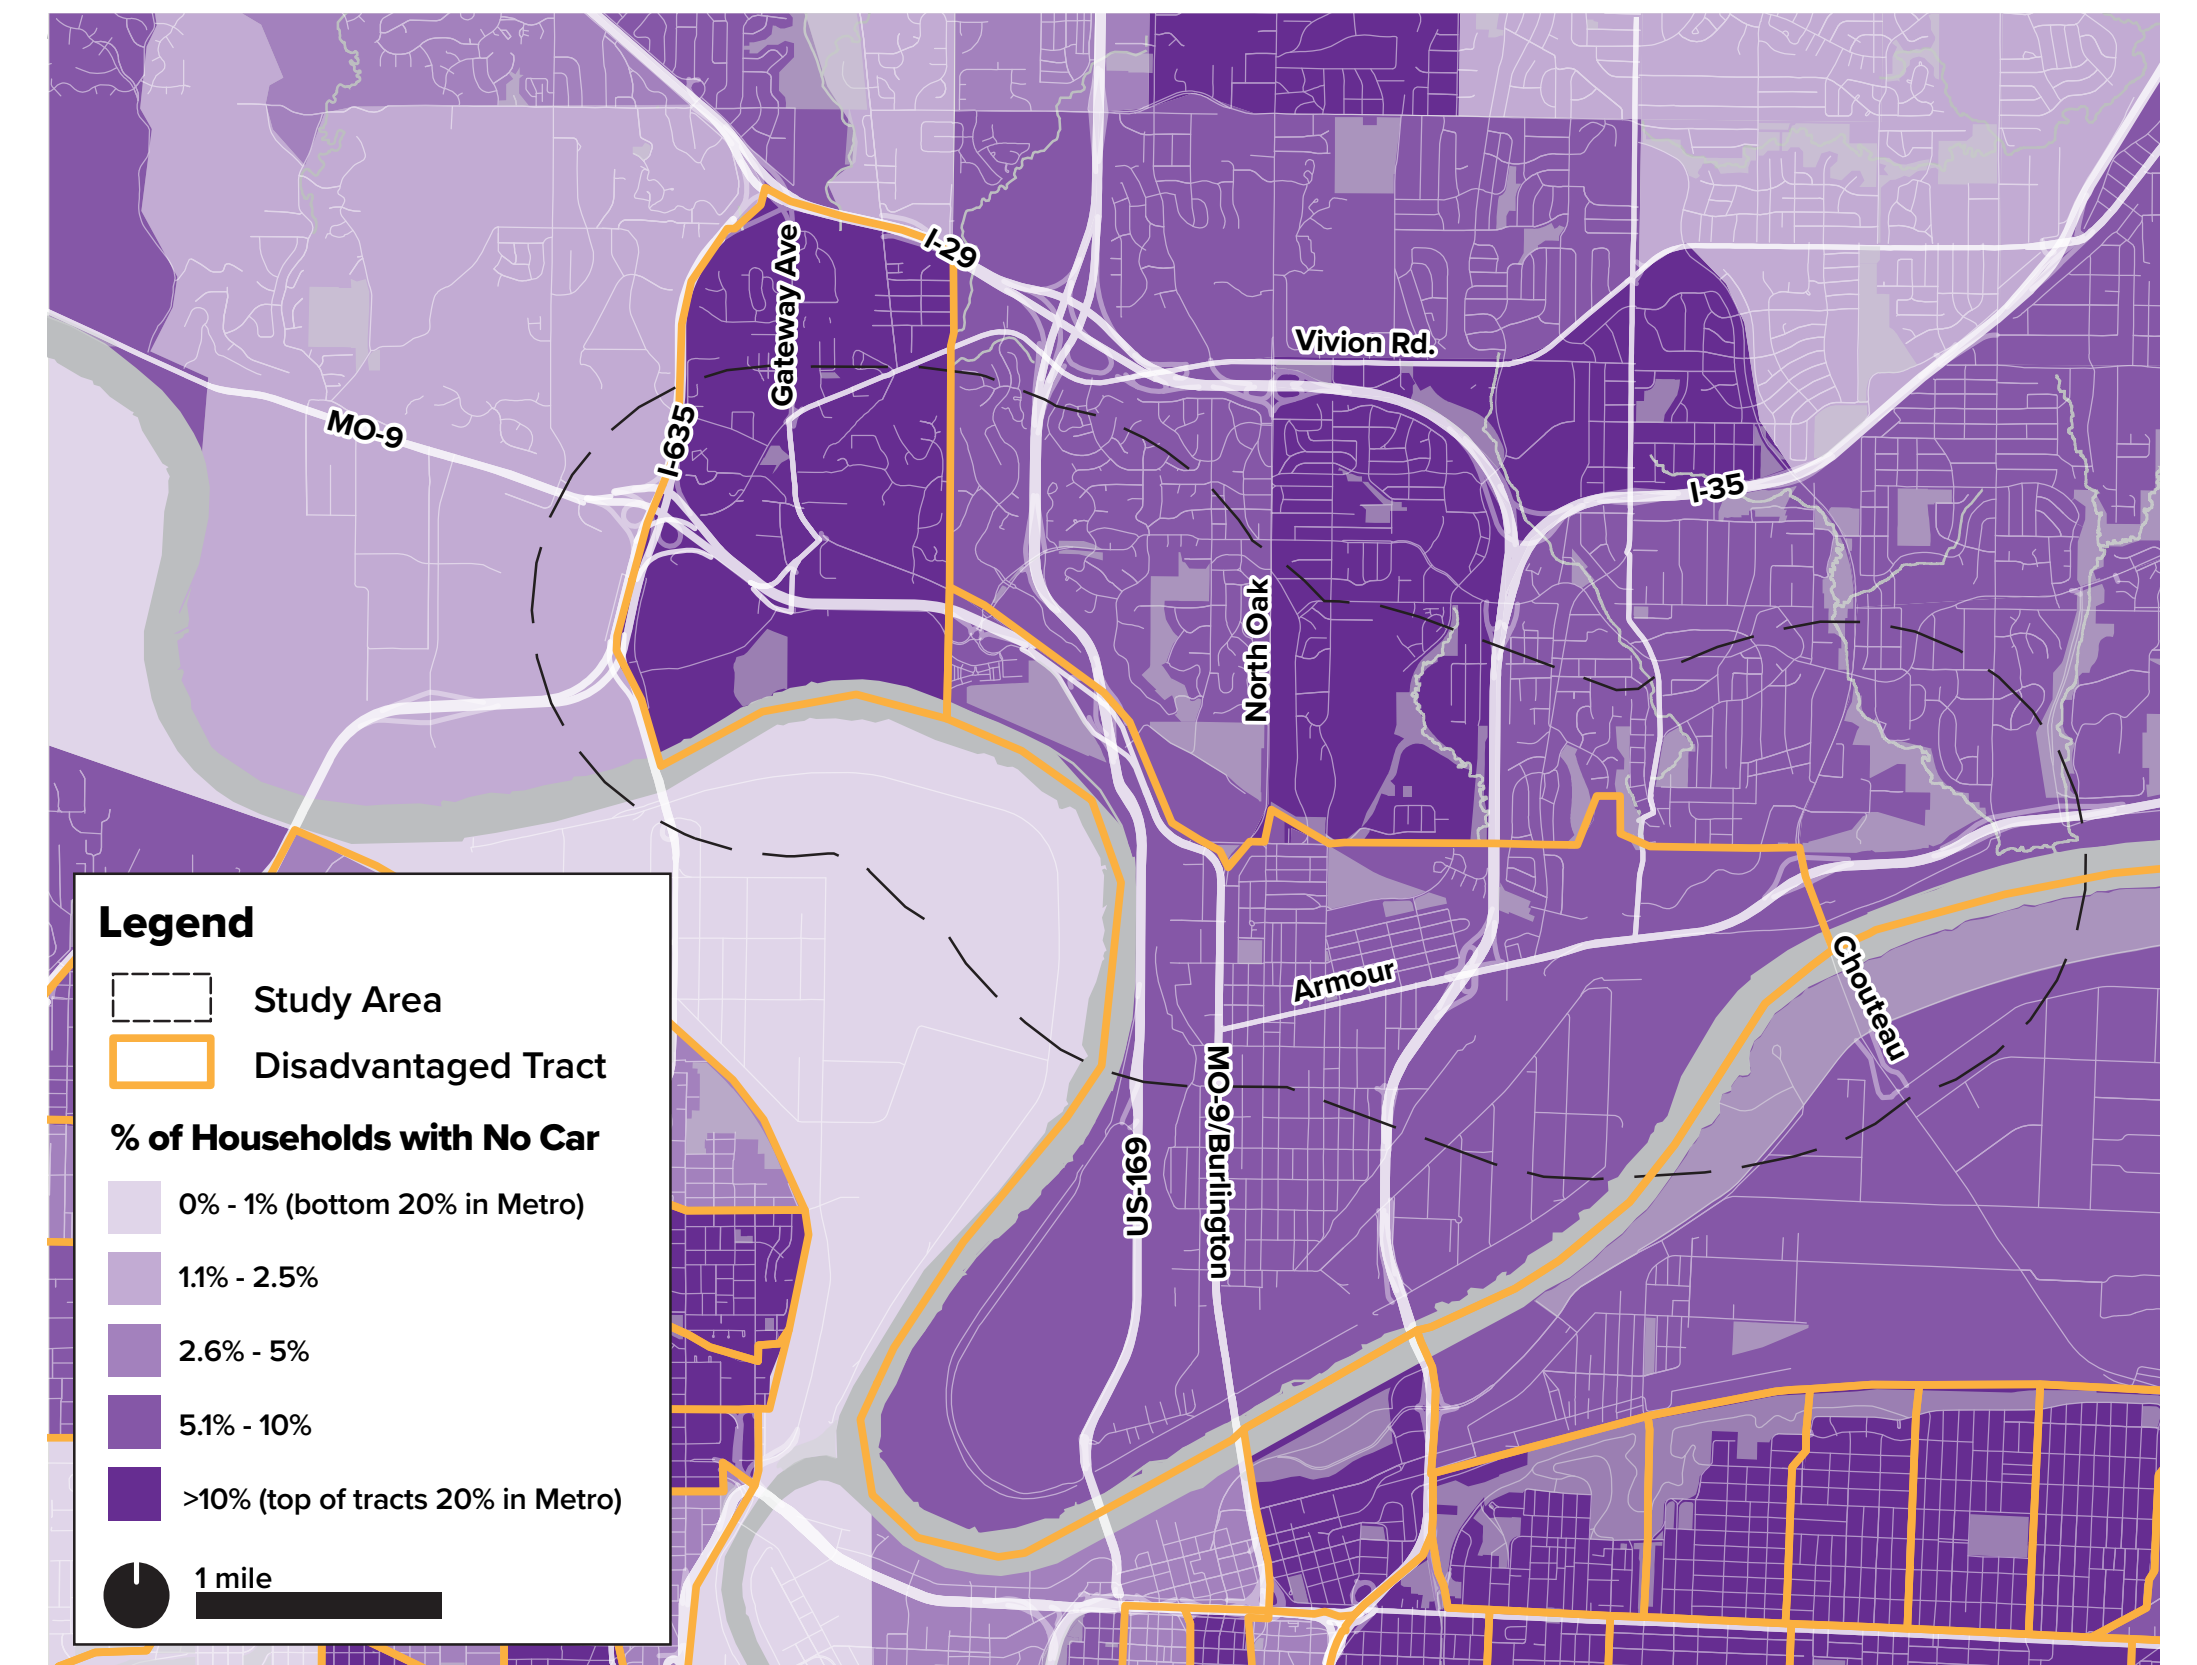 I-29
Gateway Ave
Vivion Rd.
MO-9
I-635
I-35
North Oak
Armour
Chouteau
MO-9/Burlington
US-169
Legend
Study Area
Disadvantaged Tract
% of Households with No Car
0% - 1% (bottom 20% in Metro)
1.1% - 2.5%
2.6% - 5%
5.1% - 10%
>10% (top of tracts 20% in Metro)
1 mile